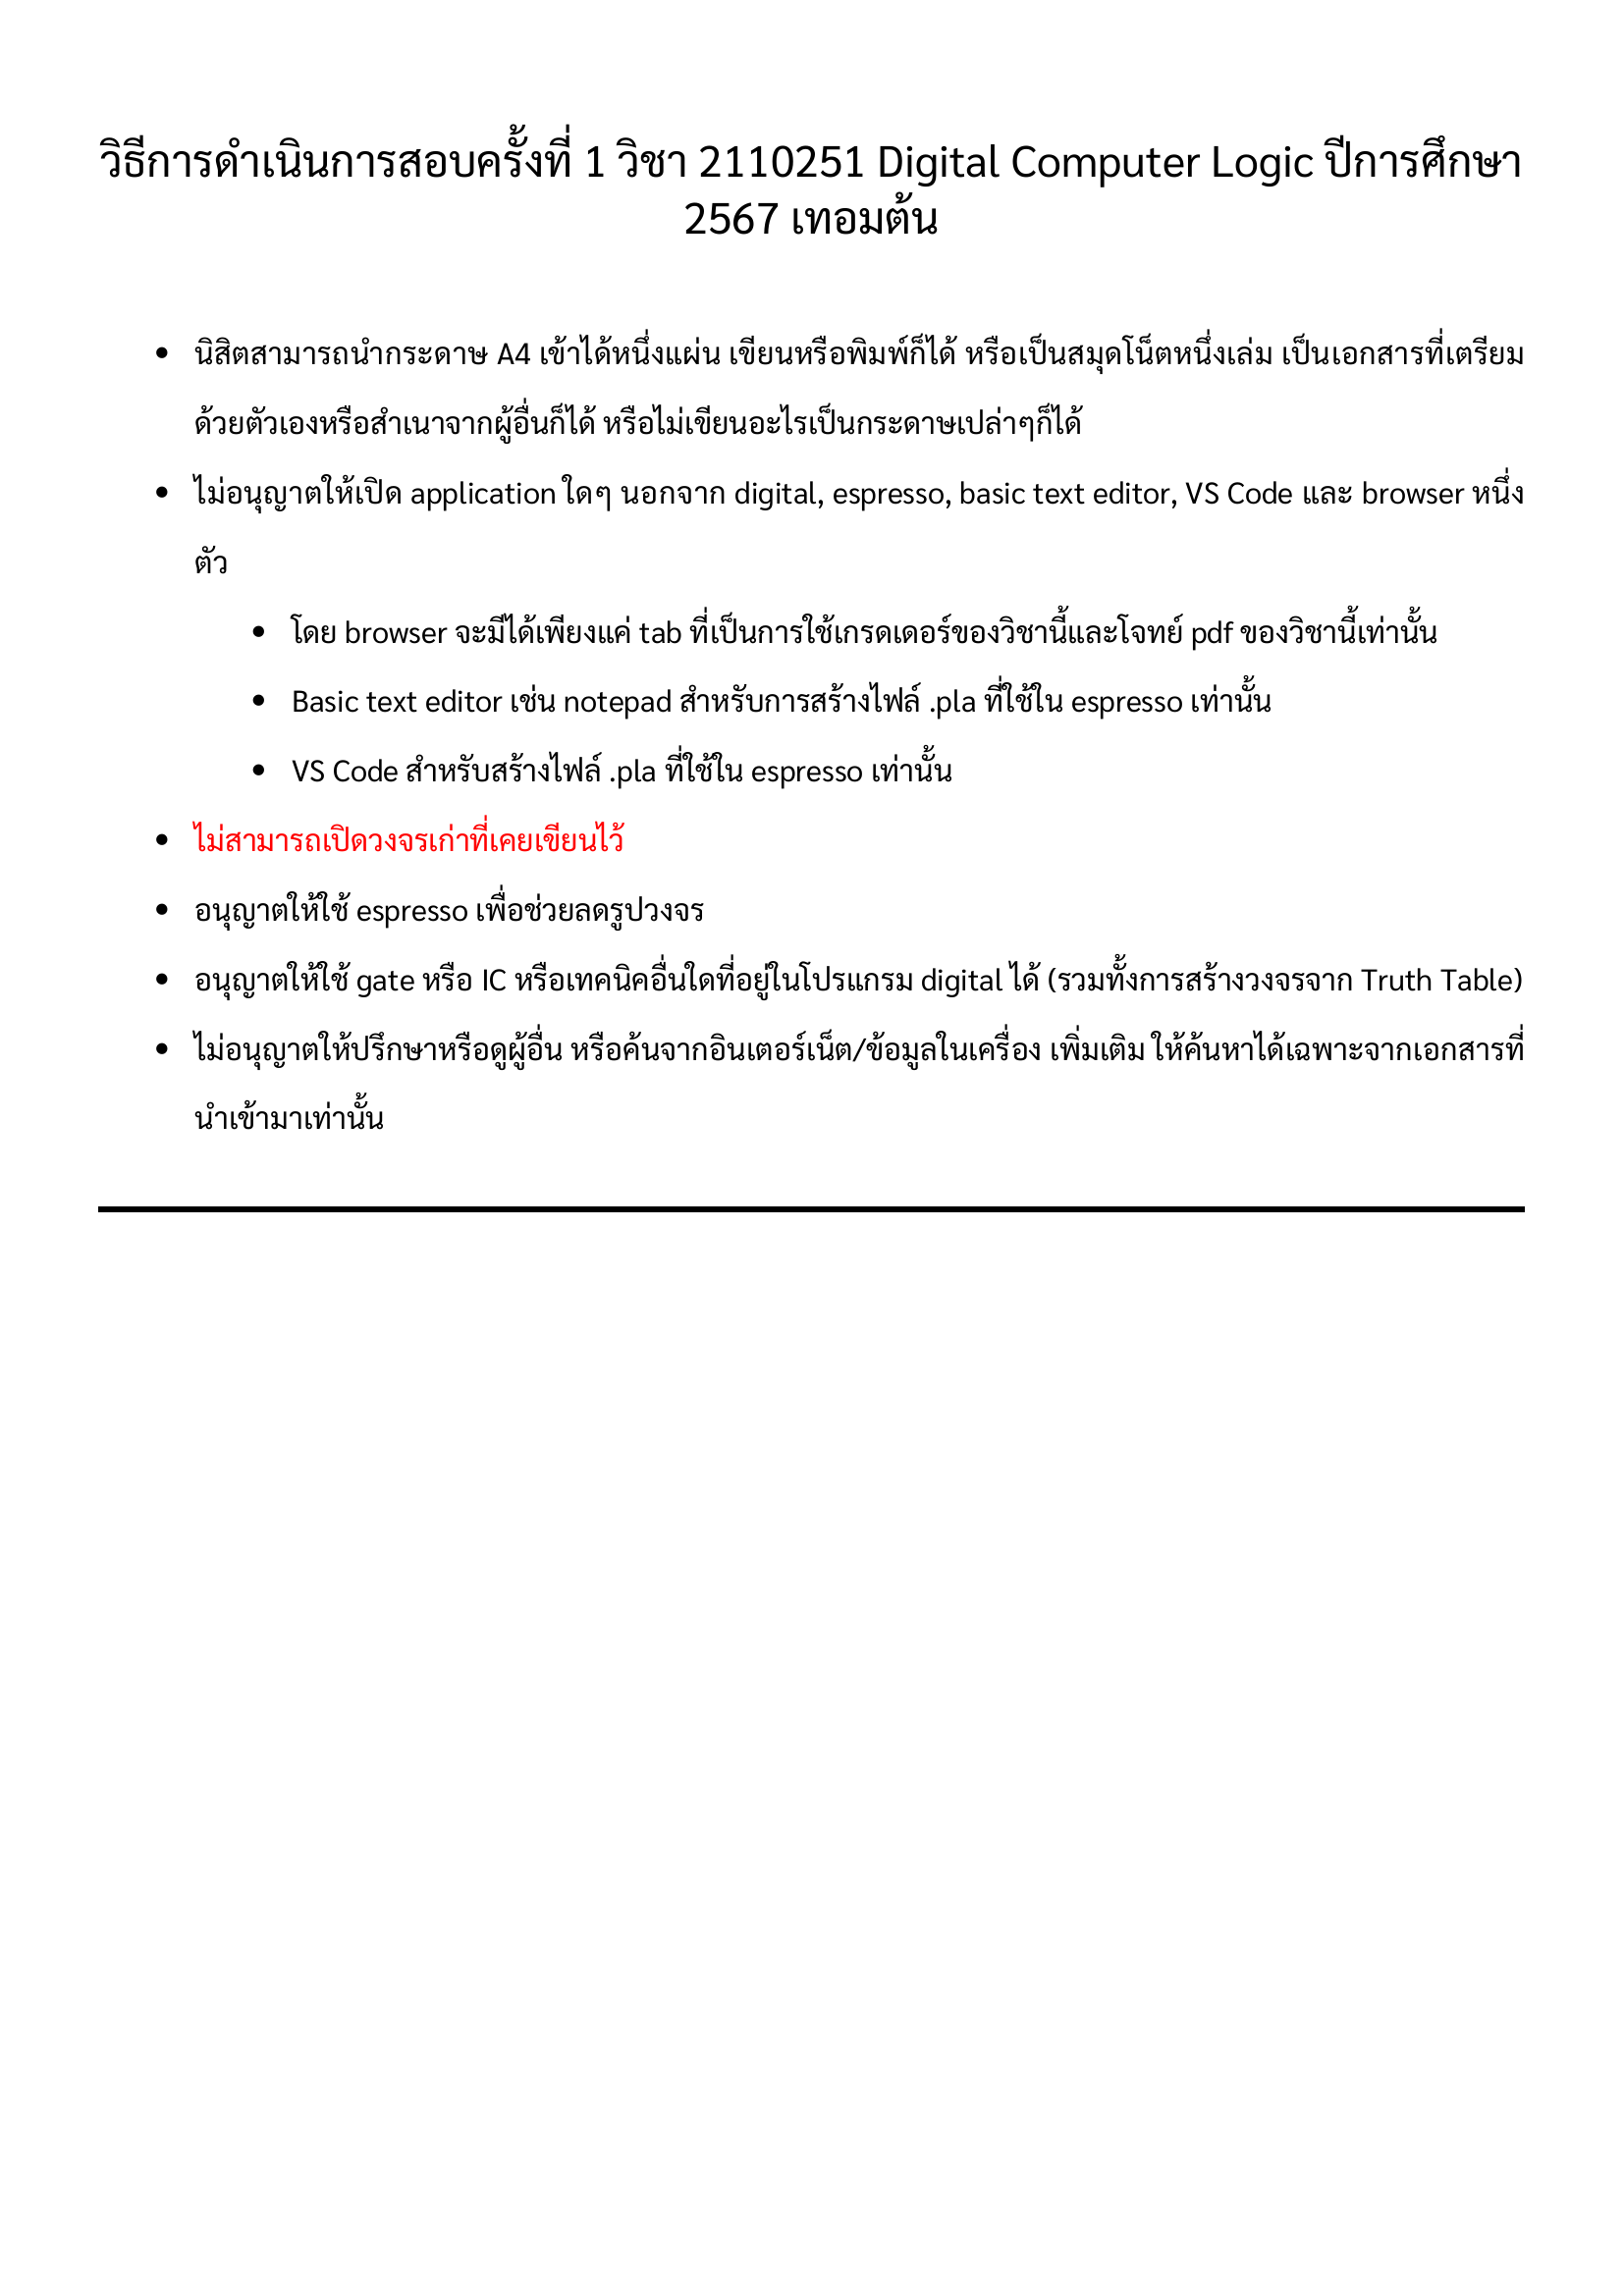 วิธีการดำเนินการสอบครั้งที่ 1 วิชา 2110251 Digital Computer Logic ปีการศึกษา
2567 เทอมต้น
• นิสิตสามารถนำกระดาษ A4 เข้าได้หนึ่งแผ่น เขียนหรือพิมพ์ก็ได้ หรือเป็นสมุดโน็ตหนึ่งเล่ม เป็นเอกสารที่เตรียม
ด้วยตัวเองหรือสำเนาจากผู้อื่นก็ได้ หรือไม่เขียนอะไรเป็นกระดาษเปล่าๆก็ได้
• ไม่อนุญาตให้เปิด application ใดๆ นอกจาก digital, espresso, basic text editor, VS Code และ browser หนึ่ง
ตัว
• โดย browser จะมีได้เพียงแค่ tab ที่เป็นการใช้เกรดเดอร์ของวิชานี้และโจทย์ pdf ของวิชานี้เท่านั้น
• Basic text editor เช่น notepad สำหรับการสร้างไฟล์ .pla ที่ใช้ใน espresso เท่านั้น
• VS Code สำหรับสร้างไฟล์ .pla ที่ใช้ใน espresso เท่านั้น
• ไม่สามารถเปิดวงจรเก่าที่เคยเขียนไว้
• อนุญาตให้ใช้ espresso เพื่อช่วยลดรูปวงจร
• อนุญาตให้ใช้ gate หรือ IC หรือเทคนิคอื่นใดที่อยู่ในโปรแกรม digital ได้ (รวมทั้งการสร้างวงจรจาก Truth Table)
• ไม่อนุญาตให้ปรึกษาหรือดูผู้อื่น หรือค้นจากอินเตอร์เน็ต/ข้อมูลในเครื่อง เพิ่มเติม ให้ค้นหาได้เฉพาะจากเอกสารที่
นำเข้ามาเท่านั้น